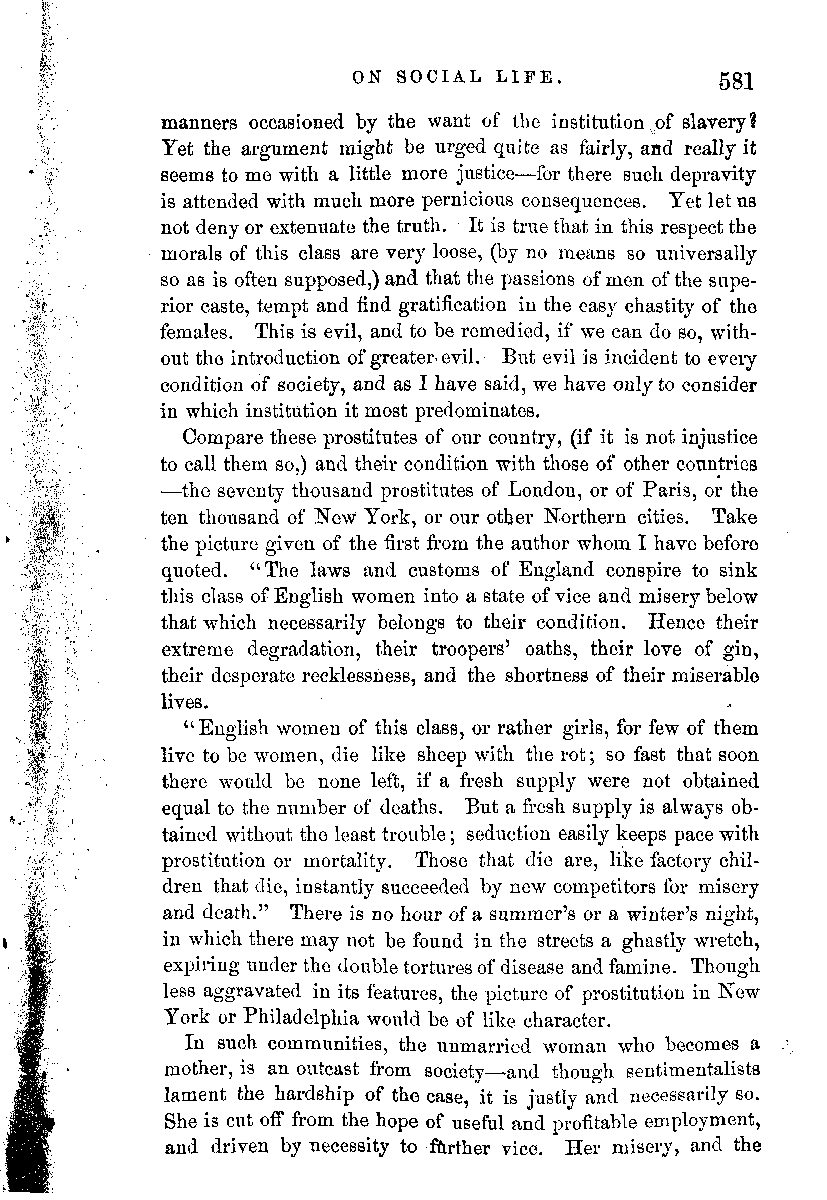 ON SOCIAL LIFE. 581
manners occasioned by the want of the institution of slavery?
Yet the argument might be urged quite as fairly, and really it
seems to me with a little more justice—for there such depravity
is attended with much more pernicious consequences. Yet let us
not deny or extenuate the truth. It is true that in this respect the
morals of this class are very loose, (by no means so universally
so as is often supposed,) and that the passions of men of the supe-
rior caste, tempt and find gratification in the easy chastity of the
females. This is evil, and to be remedied, if we can do so, with-
out the introduction of greater evil. But evil is incident to every
condition of society, and as I have said, we have only to consider
in which institution it most predominates.
Compare these prostitutes of our country, (if it is not injustice
to call them so,) and their condition with those of other countries
—the seventy thousand prostitutes of London, or of Paris, or the
ten thousand of New York, or our other Northern cities. Take
the picture given of the first from the author whom I have before
quoted. "The laws and customs of England conspire to sink
this class of English women into a state of vice and misery below
that which necessarily belongs to their condition. Hence their
extreme degradation, their troopers' oaths, their love of gin,
their desperate recklessness, and the shortness of their miserable
lives.
"English women of this class, or rather girls, for few of them
live to be women, die like sheep with the rot; so fast that soon
there would be none left, if a fresh supply were not obtained
equal to the number of deaths. But a fresh supply is always ob-
tained without the least trouble; seduction easily keeps pace with
prostitution or mortality. Those that die are, like factory chil-
dren that die, instantly succeeded by new competitors for misery
and death." There is no hour of a summer's or a winter's night,
in which there may not be found in the streets a ghastly wretch,
expiring under the double tortures of disease and famine. Though
less aggravated in its features, the picture of prostitution in New
York or Philadelphia would be of like character.
In such communities, the unmarried woman who becomes a
mother, is an outcast from society—and though sentimentalists
lament the hardship of the case, it is justly and necessarily so.
She is cut off from the hope of useful and profitable employment,
and driven by necessity to further vice. Her misery, and the